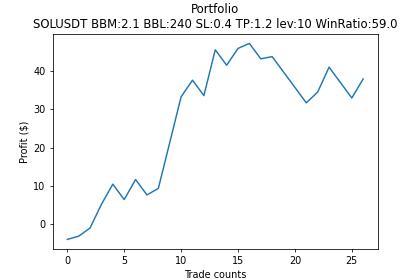 Portfolio
SOLUSDT BBM:2.1 BBL:240 SL:0.4 TP:1.2 lev:10 WinRatio:59.0
Profit ($)
40
30
20
10
0
0 5 10 15 20 25
Trade counts